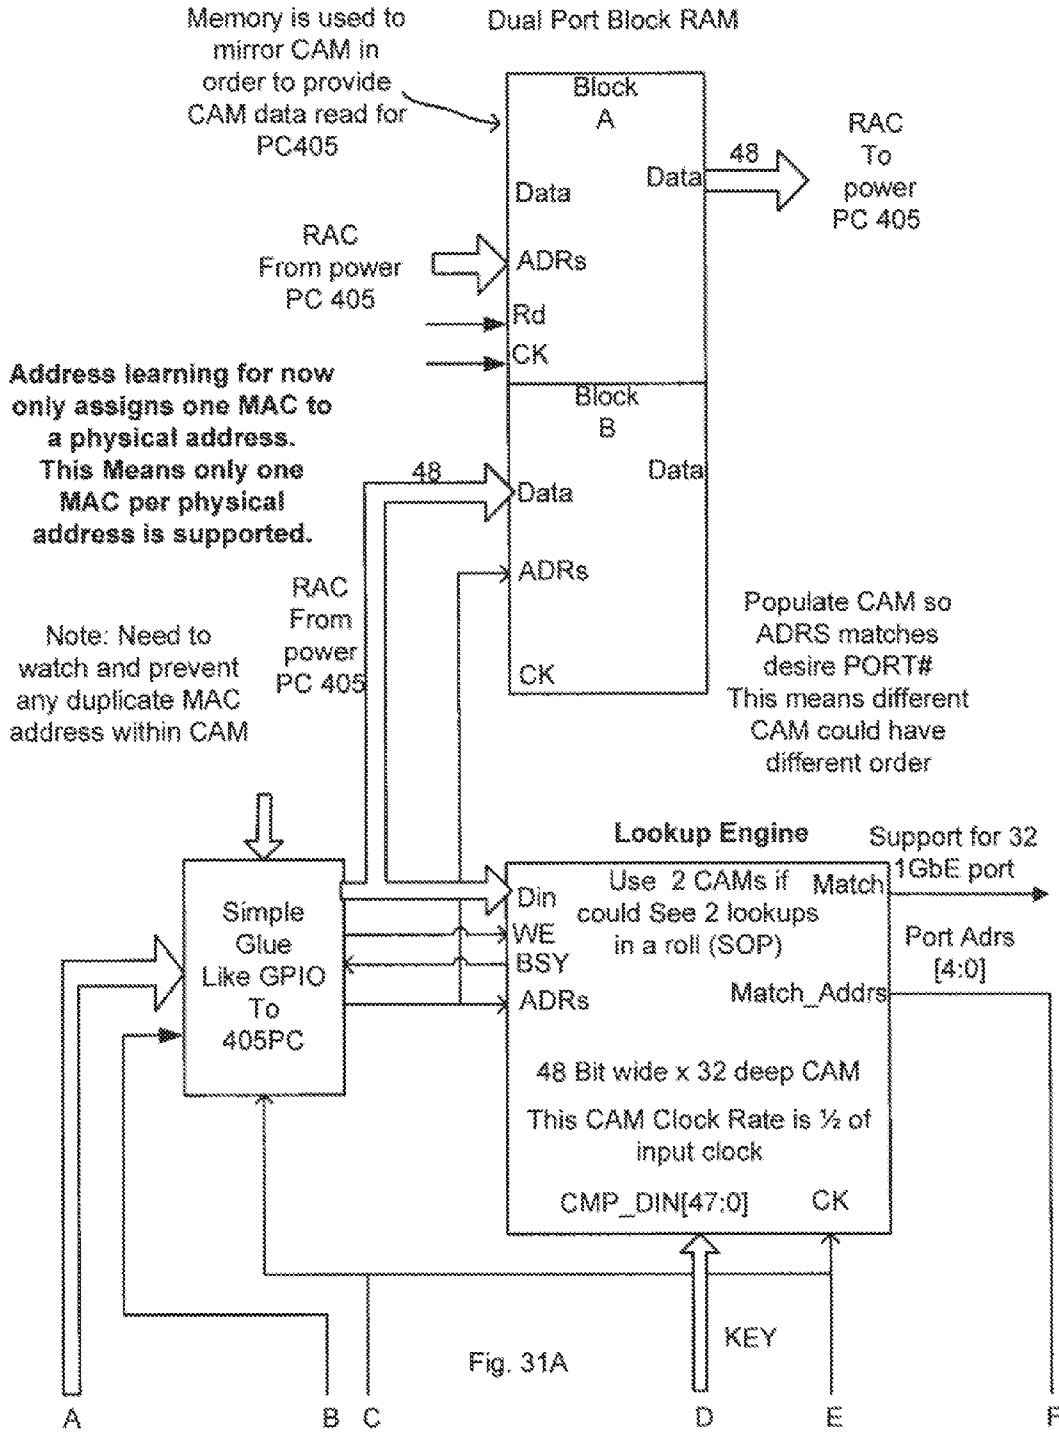 Memory is used to
mirror CAM in
order to provide
CAM data read for
PC405
Dual Port Block RAM
Block
A
Data
48
RAC
To
power
PC 405
Data
RAC
From power
PC 405
ADRs
Rd
CK
Address learning for now
only assigns one MAC to
a physical address.
This Means only one
MAC per physical
address is supported.
Block
B
Data
48
Data
ADRs
CK
RAC
From
power
PC 405
Note: Need to
watch and prevent
any duplicate MAC
address within CAM
Populate CAM so
ADRS matches
desire PORT#
This means different
CAM could have
different order
Simple
Glue
Like GPIO
To
405PC
Lookup Engine
Use 2 CAMs if
could See 2 lookups
in a roll (SOP)
Din
WE
BSY
ADRs
Match
Match_Addrs
48 Bit wide x 32 deep CAM
This CAM Clock Rate is ½ of
input clock
CMP_DIN[47:0]
CK
Support for 32
1GbE port
Port Adrs
[4:0]
KEY
Fig. 31A
A
B
C
D
E
F